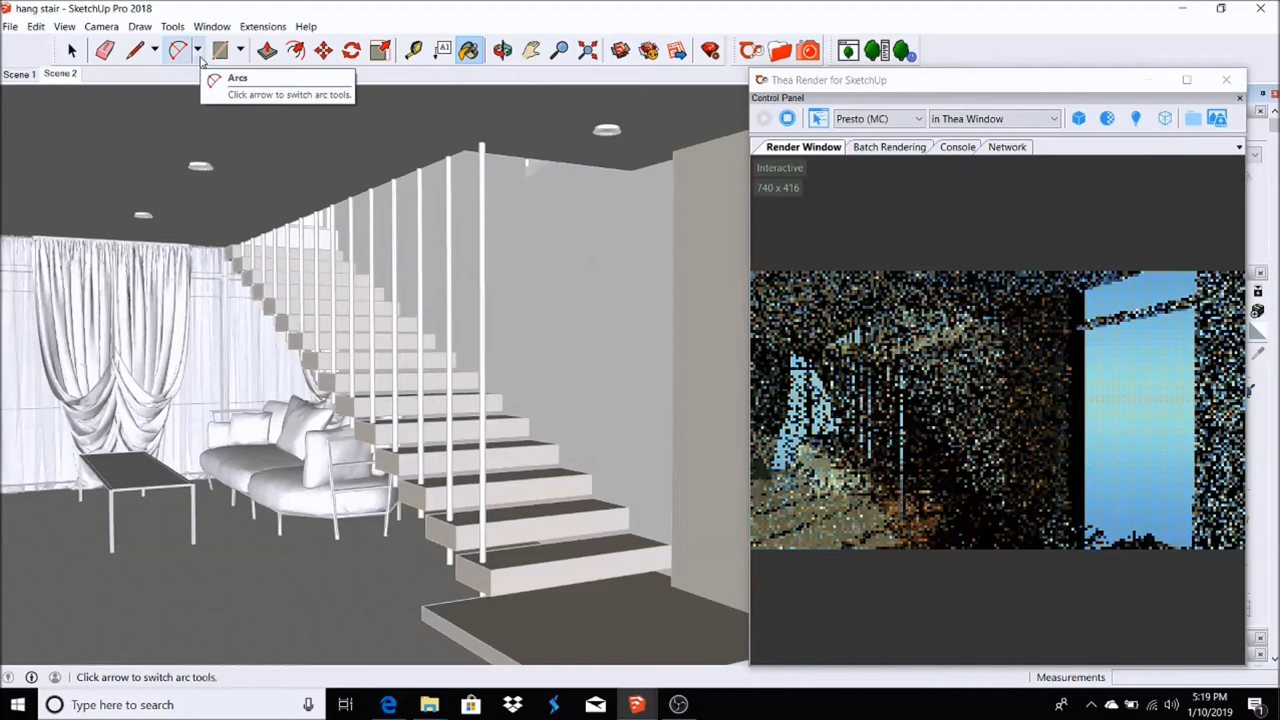 hang stair - SketchUp Pro 2018
File Edit View Camera Draw Tools Window Extensions Help
A1
Scene 1 Scene 2
Arcs
Click arrow to switch arc tools.
Thea Render for SketchUp
Control Panel
Presto (MC) in Thea Window
Render Window Batch Rendering Console Network
Interactive
740 x 416
Click arrow to switch arc tools.
Measurements
Type here to search
5:19 PM
1/10/2019
1